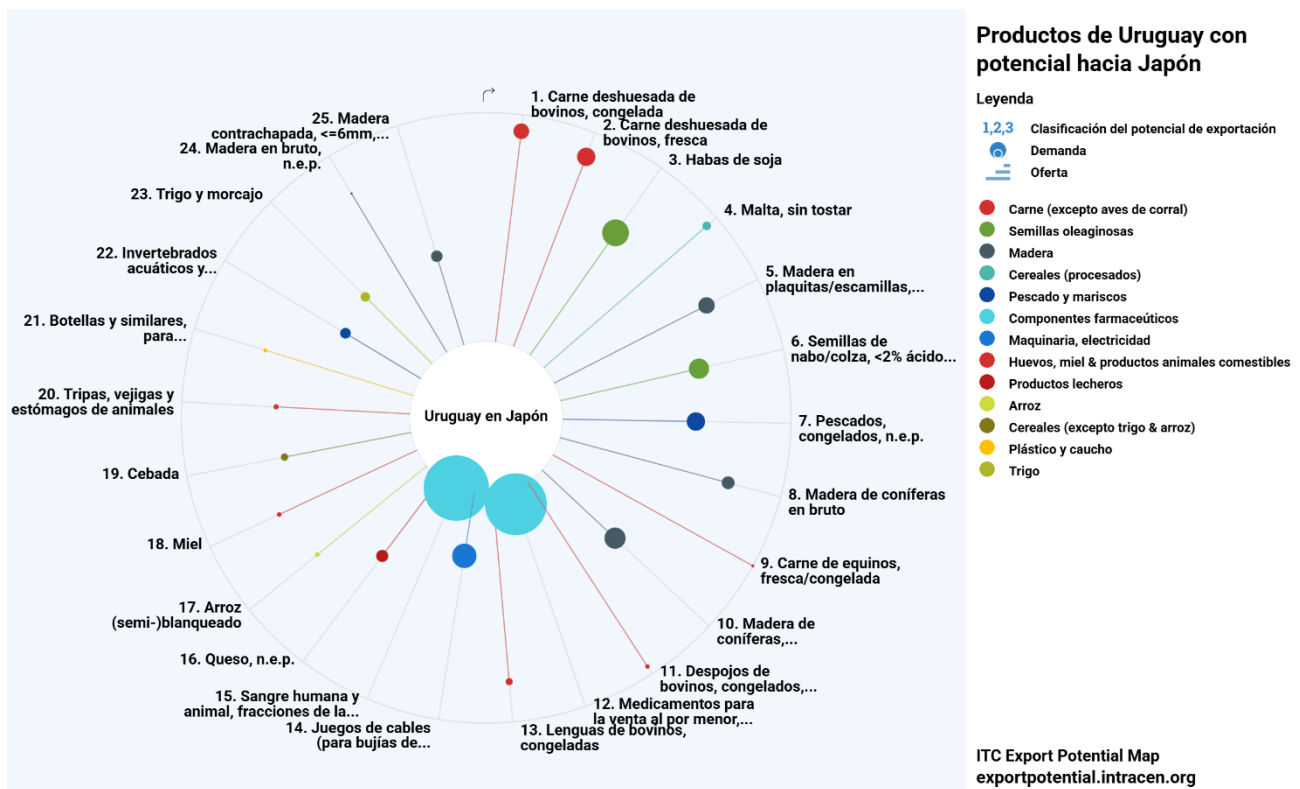 Productos de Uruguay con
potencial hacia Japón
Leyenda
1,2,3 Clasificación del potencial de exportación
Demanda
Oferta
Carne (excepto aves de corral)
Semillas oleaginosas
Madera
Cereales (procesados)
Pescado y mariscos
Componentes farmaceúticos
Maquinaria, electricidad
Huevos, miel & productos animales comestibles
Productos lecheros
Arroz
Cereales (excepto trigo & arroz)
Plástico y caucho
Trigo
Uruguay en Japón
1. Carne deshuesada de
bovinos, congelada
2. Carne deshuesada de
bovinos, fresca
3. Habas de soja
4. Malta, sin tostar
5. Madera en
plaquitas/escamillas,...
6. Semillas de
nabo/colza, <2% ácido...
7. Pescados,
congelados, n.e.p.
8. Madera de coníferas
en bruto
9. Carne de equinos,
fresca/congelada
10. Madera de
coníferas,...
11. Despojos de
bovinos, congelados,...
12. Medicamentos para
la venta al por menor,...
13. Lenguas de bovinos,
congeladas
14. Juegos de cables
(para bujías de...
15. Sangre humana y
animal, fracciones de la...
16. Queso, n.e.p.
17. Arroz
(semi-)blanqueado
18. Miel
19. Cebada
20. Tripas, vejigas y
estómagos de animales
21. Botellas y similares,
para...
22. Invertebrados
acuáticos y...
23. Trigo y morcajo
24. Madera en bruto,
n.e.p.
25. Madera
contrachapada, <=6mm,...
ITC Export Potential Map
exportpotential.intracen.org